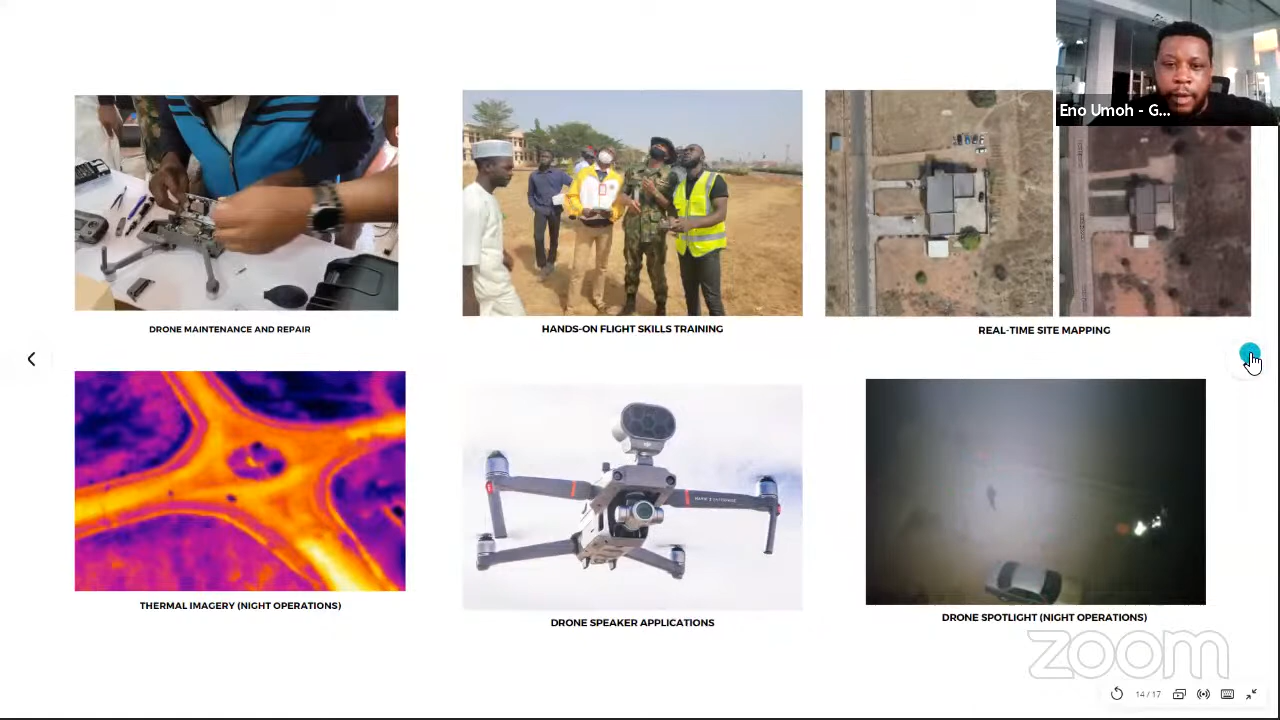 Eno Umoh - G...
DRONE MAINTENANCE AND REPAIR
HANDS-ON FLIGHT SKILLS TRAINING
REAL-TIME SITE MAPPING
THERMAL IMAGERY (NIGHT OPERATIONS)
DRONE SPEAKER APPLICATIONS
DRONE SPOTLIGHT (NIGHT OPERATIONS)
zoom
14 / 17